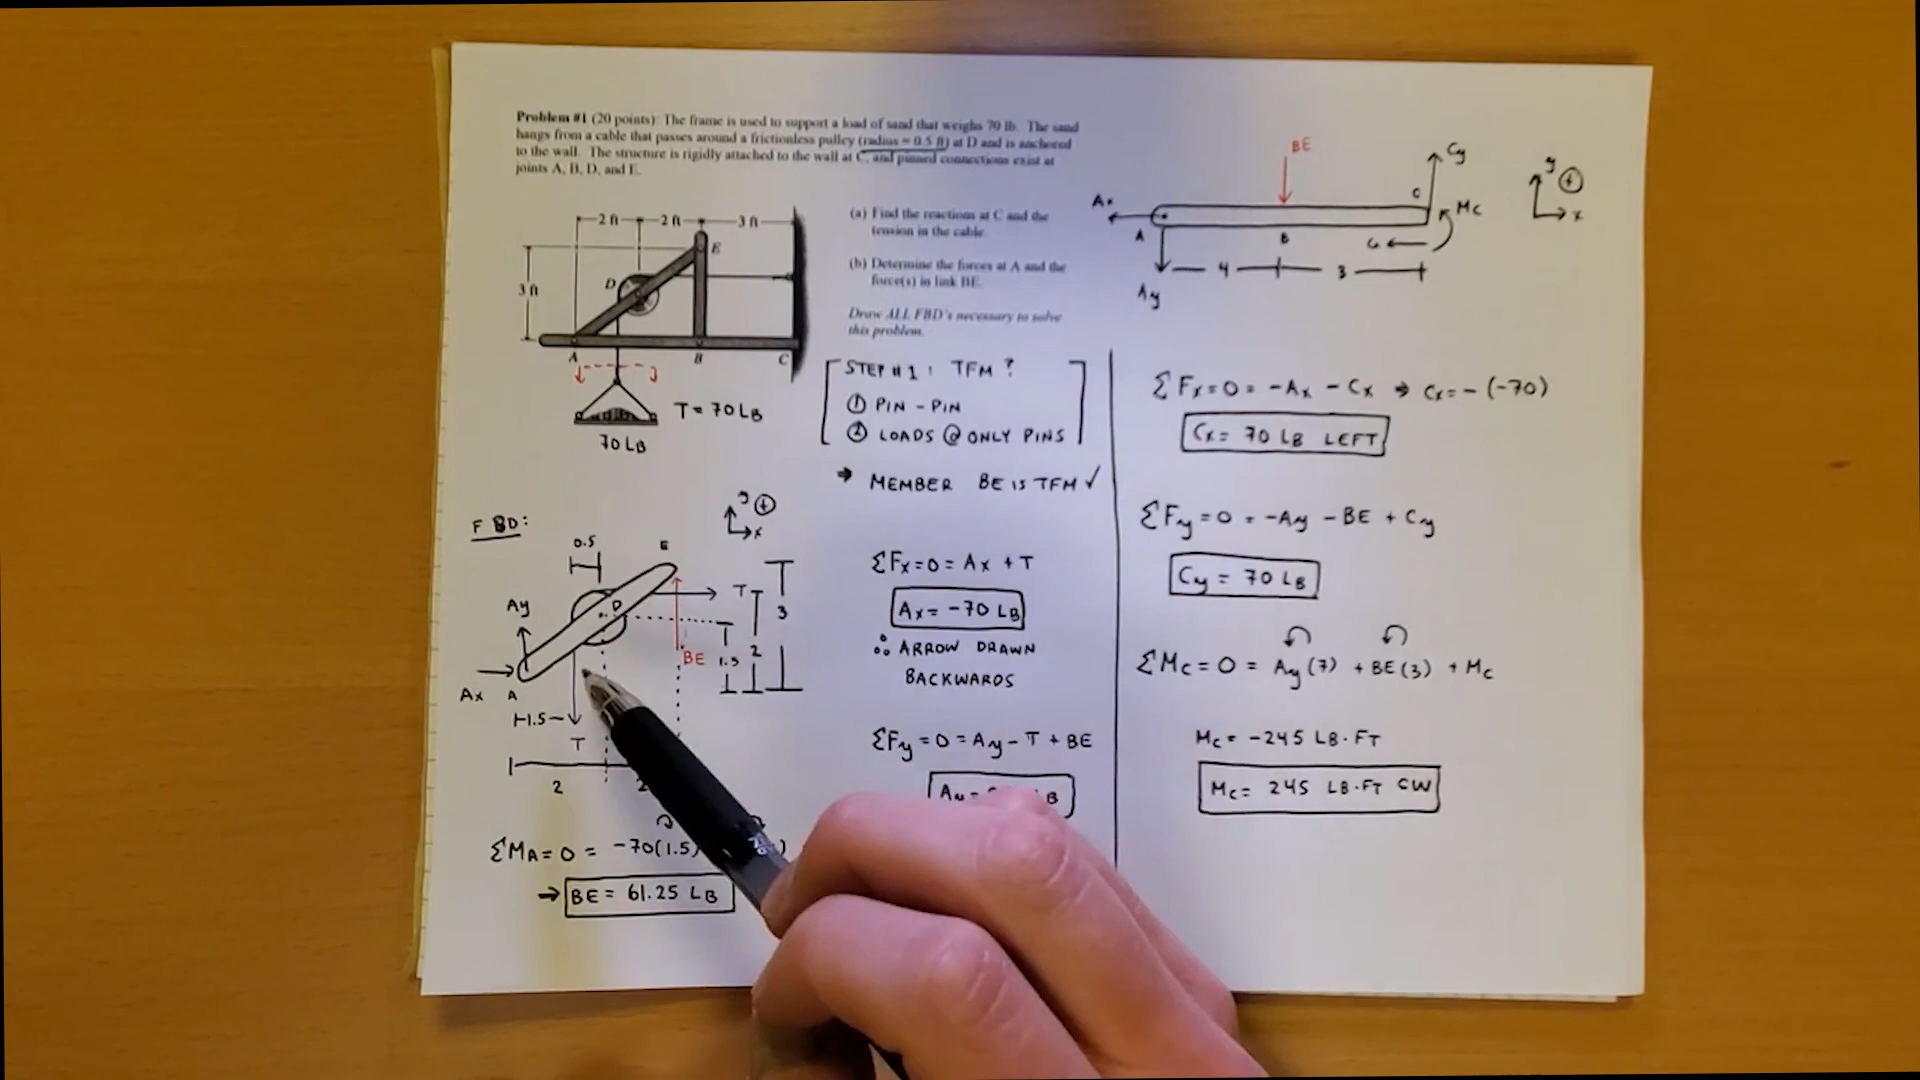 Problem #1 (20 points): The frame is used to support a load of sand that weighs 70 lb. The sand
hangs from a cable that passes around a frictionless pulley (radius = 0.5 ft) at D and is anchored
to the wall. The structure is rigidly attached to the wall at C, and pinned connections exist at
joints A, B, D, and E.
2 ft 2 ft 3 ft
E
D
3 ft
A B C
T = 70 LB
70 LB
(a) Find the reactions at C and the
tension in the cable.
(b) Determine the forces at A and the
force(s) in link BE.
Draw ALL FBD's necessary to solve
this problem.
STEP #1: TFM?
① PIN - PIN
② LOADS @ ONLY PINS
→ MEMBER BE IS TFM ✓
FBD:
y ⊕
x
0.5 E
Ay D T
3
BE 1.5 2
Ax A
1.5
T
2
ΣMA = 0 = -70(1.5)
→ BE = 61.25 LB
ΣFx = 0 = Ax + T
Ax = -70 LB
∴ ARROW DRAWN
BACKWARDS
ΣFy = 0 = Ay - T + BE
BE
Cy
y ⊕
x
Ax C Mc
A B
4 3
Ay
ΣFx = 0 = -Ax - Cx → Cx = -(-70)
Cx = 70 LB LEFT
ΣFy = 0 = -Ay - BE + Cy
Cy = 70 LB
ΣMc = 0 = Ay(7) + BE(3) + Mc
Mc = -245 LB·FT
Mc = 245 LB·FT CW